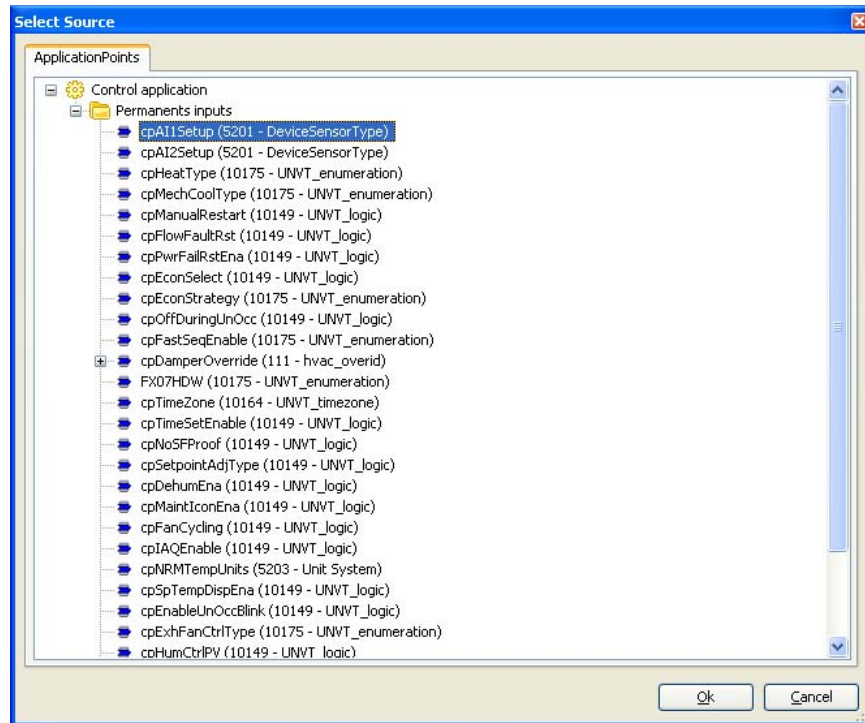 Select Source
ApplicationPoints
Control application
Permanents inputs
cpAI1Setup (5201 - DeviceSensorType)
cpAI2Setup (5201 - DeviceSensorType)
cpHeatType (10175 - UNVT_enumeration)
cpMechCoolType (10175 - UNVT_enumeration)
cpManualRestart (10149 - UNVT_logic)
cpFlowFaultRst (10149 - UNVT_logic)
cpPwrFailRstEna (10149 - UNVT_logic)
cpEconSelect (10149 - UNVT_logic)
cpEconStrategy (10175 - UNVT_enumeration)
cpOffDuringUnOcc (10149 - UNVT_logic)
cpFastSeqEnable (10175 - UNVT_enumeration)
cpDamperOverride (111 - hvac_overid)
FX07HDW (10175 - UNVT_enumeration)
cpTimeZone (10164 - UNVT_timezone)
cpTimeSetEnable (10149 - UNVT_logic)
cpNoSFProof (10149 - UNVT_logic)
cpSetpointAdjType (10149 - UNVT_logic)
cpDehumEna (10149 - UNVT_logic)
cpMaintIconEna (10149 - UNVT_logic)
cpFanCycling (10149 - UNVT_logic)
cpIAQEnable (10149 - UNVT_logic)
cpNRMTempUnits (5203 - Unit System)
cpSpTempDispEna (10149 - UNVT_logic)
cpEnableUnOccBlink (10149 - UNVT_logic)
cpExhFanCtrlType (10175 - UNVT_enumeration)
cpHumCtrlPV (10149 - UNVT_logic)
Ok Cancel